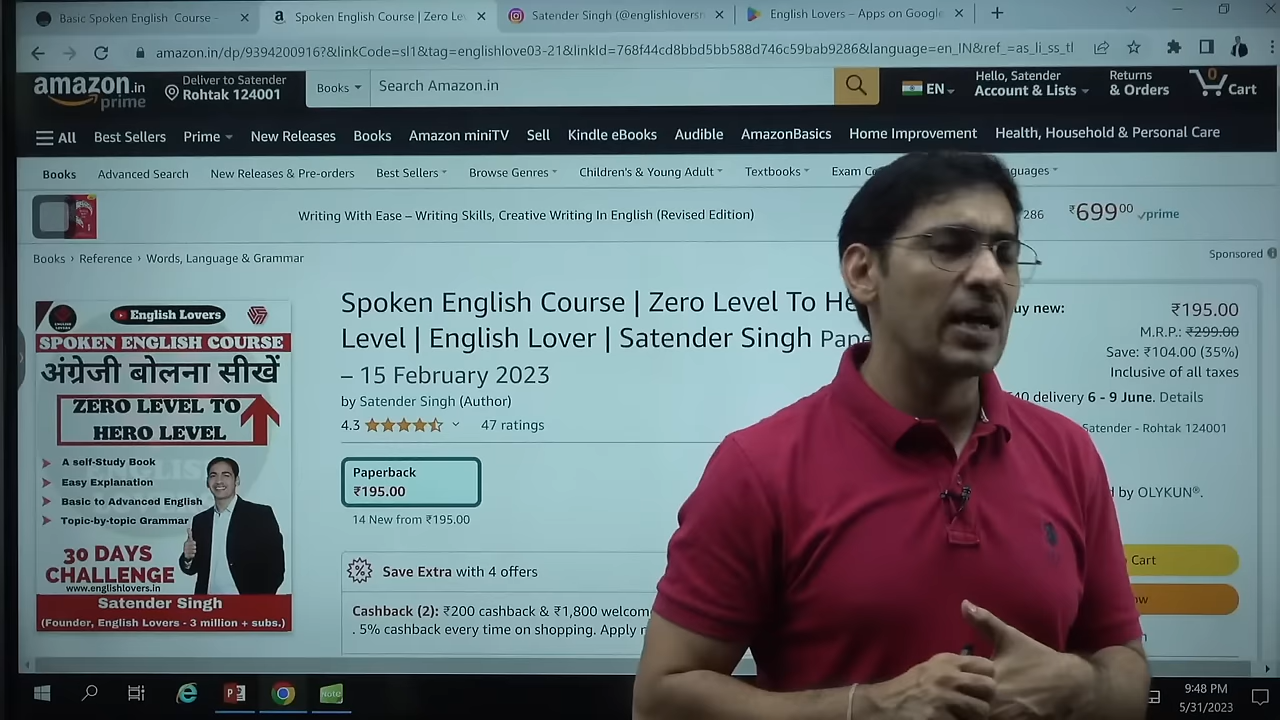 Basic Spoken English Course -
Spoken English Course | Zero Le
Satender Singh (@englishlovers
English Lovers – Apps on Google
amazon.in/dp/9394200916?&linkCode=sl1&tag=englishlove03-21&linkId=768f44cd8bbd5bb588d746c59bab9286&language=en_IN&ref_=as_li_ss_tl
amazon.in
prime
Deliver to Satender
Rohtak 124001
Books
Search Amazon.in
EN
Hello, Satender
Account & Lists
Returns
& Orders
0
Cart
All
Best Sellers
Prime
New Releases
Books
Amazon miniTV
Sell
Kindle eBooks
Audible
AmazonBasics
Home Improvement
Health, Household & Personal Care
Books
Advanced Search
New Releases & Pre-orders
Best Sellers
Browse Genres
Children's & Young Adult
Textbooks
Exam
guages
Writing With Ease – Writing Skills, Creative Writing In English (Revised Edition)
286
₹699⁰⁰
prime
Books › Reference › Words, Language & Grammar
Sponsored
English Lovers
SPOKEN ENGLISH COURSE
अंग्रेजी बोलना सीखें
ZERO LEVEL TO
HERO LEVEL
A self-Study Book
Easy Explanation
Basic to Advanced English
Topic-by-topic Grammar
30 DAYS
CHALLENGE
www.englishlovers.in
Satender Singh
(Founder, English Lovers - 3 million + subs.)
Spoken English Course | Zero Level To He
Level | English Lover | Satender Singh Pape
– 15 February 2023
by Satender Singh (Author)
4.3
47 ratings
Paperback
₹195.00
14 New from ₹195.00
Save Extra with 4 offers
Cashback (2): ₹200 cashback & ₹1,800 welcom
. 5% cashback every time on shopping. Apply n
uy new:
₹195.00
M.R.P.: ₹299.00
Save: ₹104.00 (35%)
Inclusive of all taxes
₹40 delivery 6 - 9 June. Details
Satender - Rohtak 124001
d by OLYKUN®.
Cart
ow
Note
9:48 PM
5/31/2023